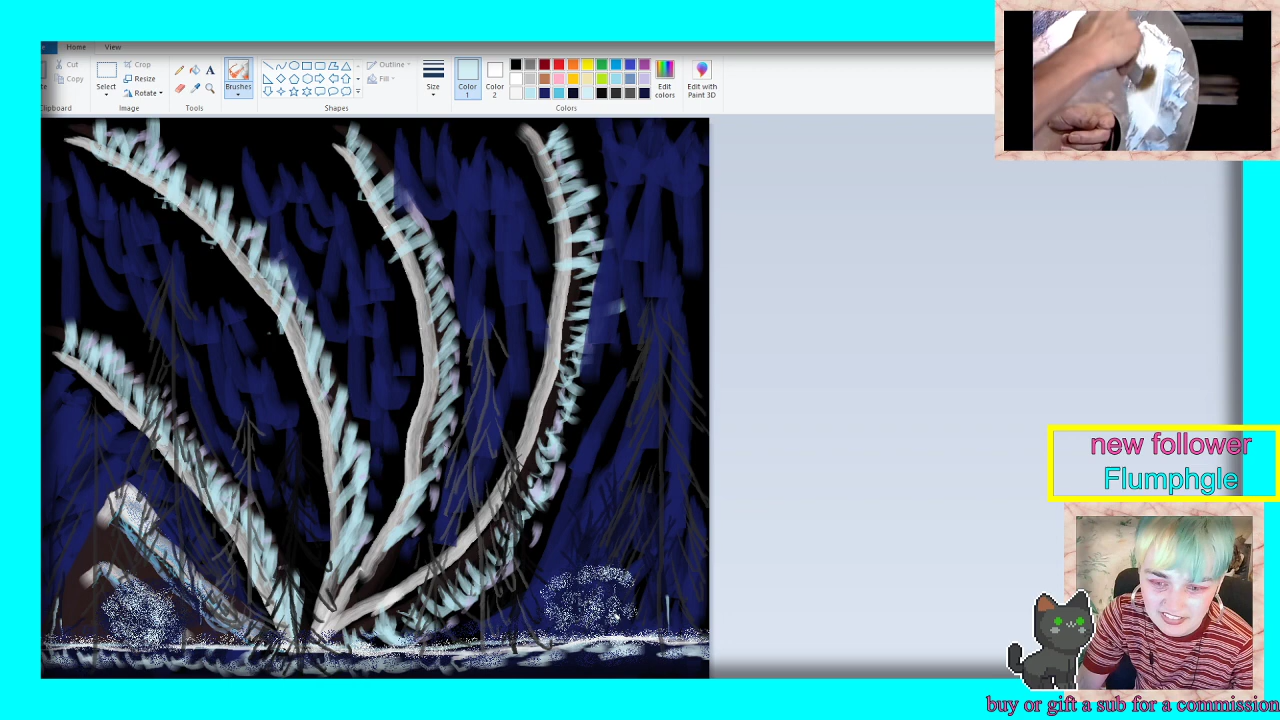 Home View
Cut
Copy
Crop
Resize
Rotate
Select
Brushes
Outline
Fill
Size
Color
1
Color
2
Edit
colors
Edit with
Paint 3D
Image
Tools
Shapes
Colors
new follower
Flumphgle
buy or gift a sub for a commission